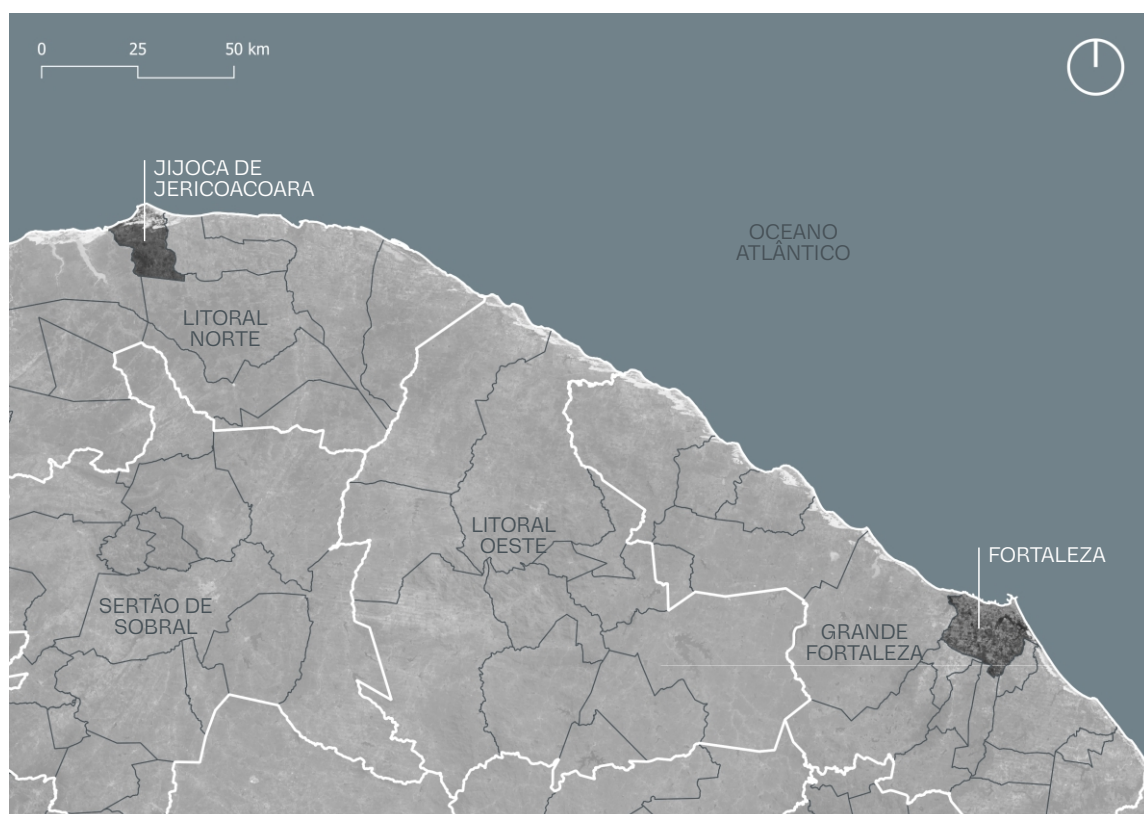 0 25 50 km
JIJOCA DE
JERICOACOARA
OCEANO
ATLÂNTICO
LITORAL
NORTE
LITORAL
OESTE
FORTALEZA
SERTÃO DE
SOBRAL
GRANDE
FORTALEZA